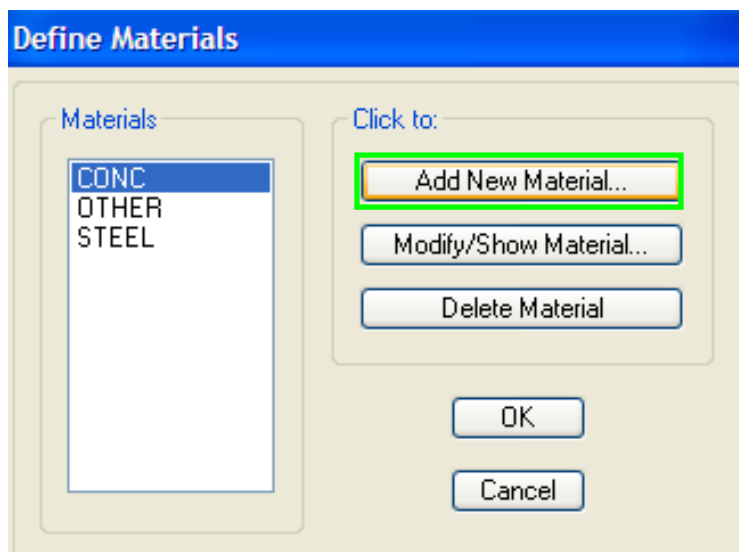 Define Materials
Materials
CONC
OTHER
STEEL
Click to:
Add New Material...
Modify/Show Material...
Delete Material
OK
Cancel